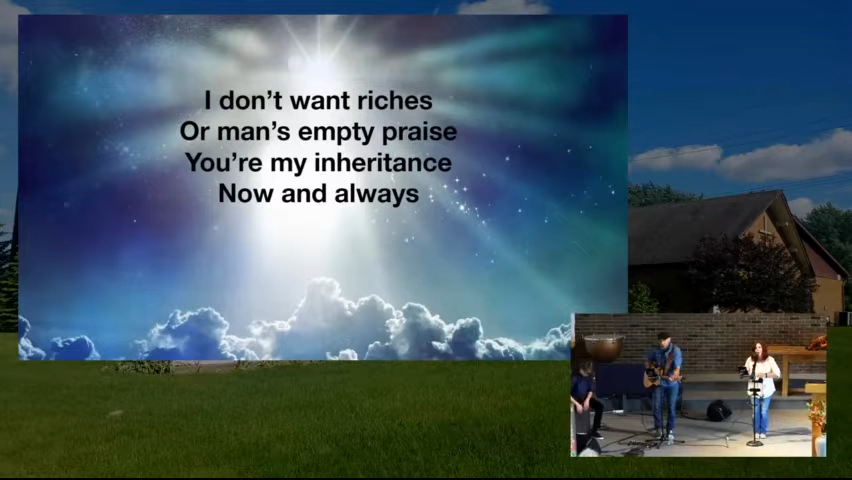 I don't want riches
Or man's empty praise
You're my inheritance
Now and always